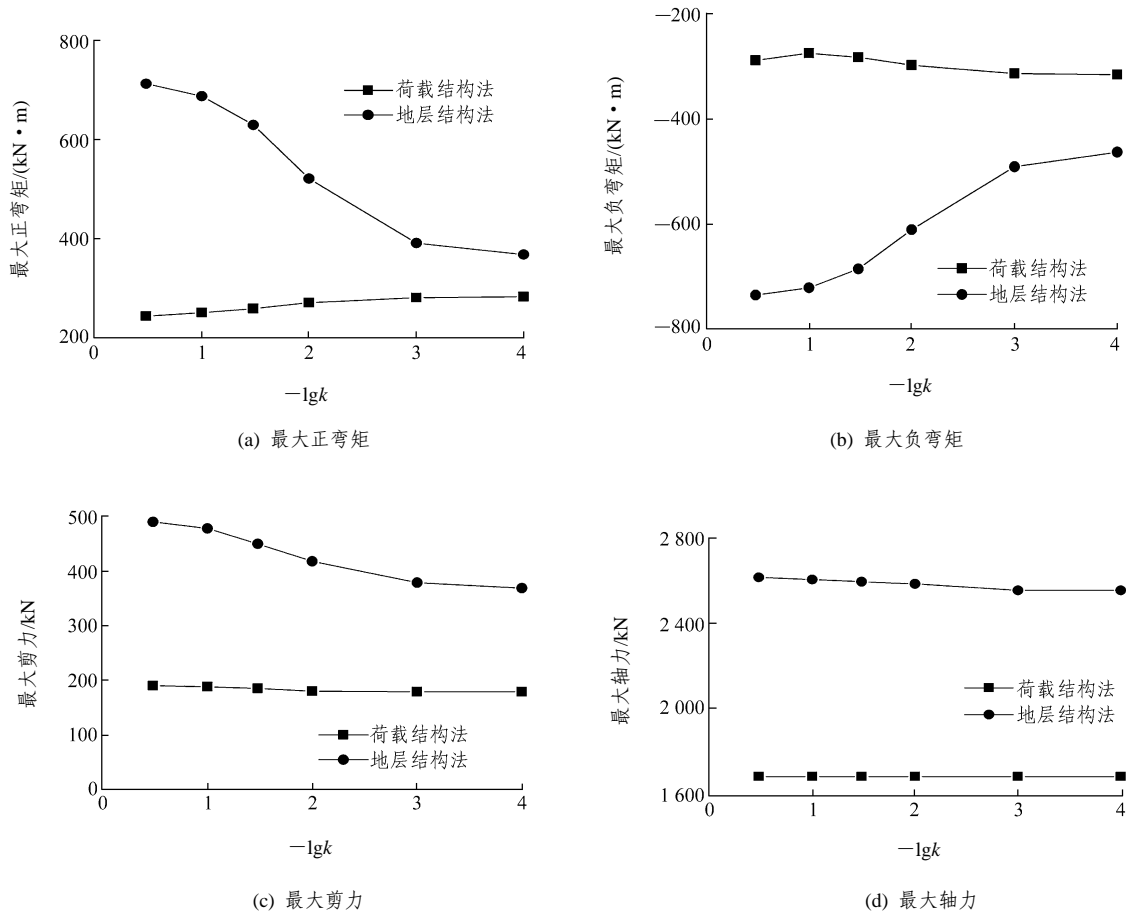 800
600
400
200
0
1
2
3
4
最大正弯矩/(kN·m)
荷载结构法
地层结构法
—lgk
(a) 最大正弯矩
—200
—400
—600
—800
0
1
2
3
4
最大负弯矩/(kN·m)
荷载结构法
地层结构法
—lgk
(b) 最大负弯矩
500
400
300
200
100
0
0
1
2
3
4
最大剪力/kN
荷载结构法
地层结构法
—lgk
(c) 最大剪力
2 800
2 400
2 000
1 600
0
1
2
3
4
最大轴力/kN
荷载结构法
地层结构法
—lgk
(d) 最大轴力